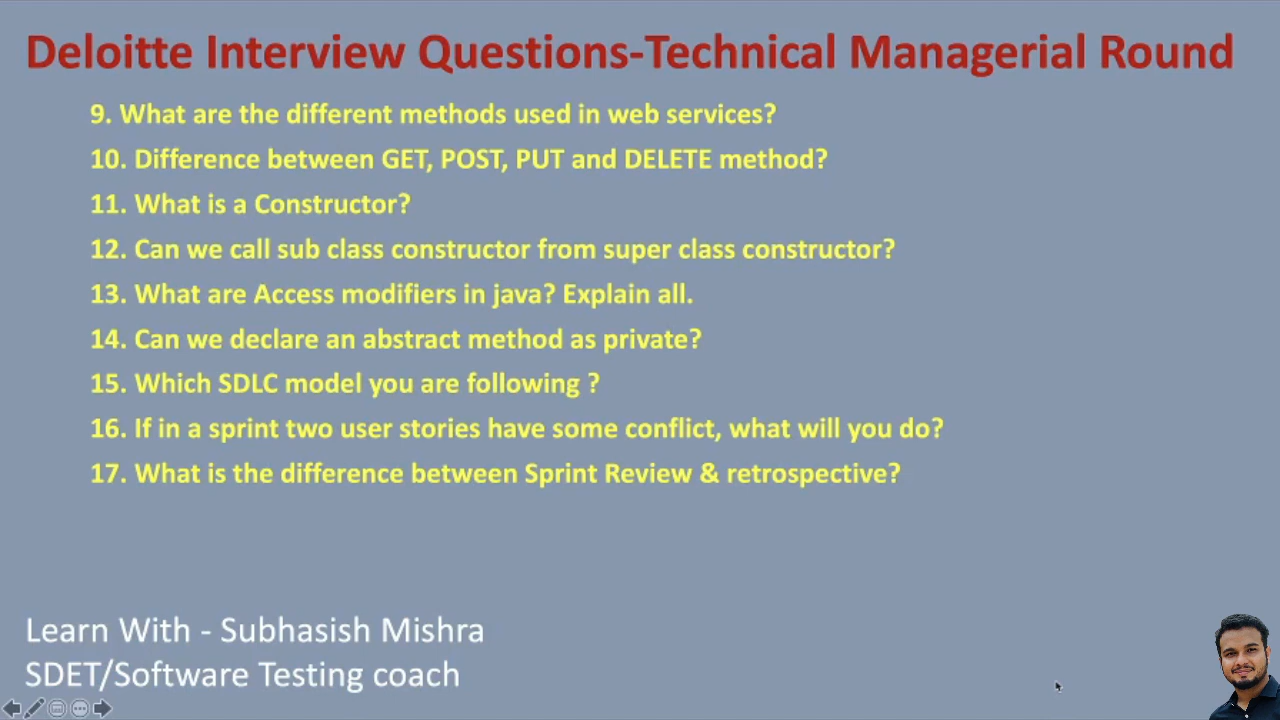 Deloitte Interview Questions-Technical Managerial Round
9. What are the different methods used in web services?
10. Difference between GET, POST, PUT and DELETE method?
11. What is a Constructor?
12. Can we call sub class constructor from super class constructor?
13. What are Access modifiers in java? Explain all.
14. Can we declare an abstract method as private?
15. Which SDLC model you are following ?
16. If in a sprint two user stories have some conflict, what will you do?
17. What is the difference between Sprint Review & retrospective?
Learn With - Subhasish Mishra
SDET/Software Testing coach